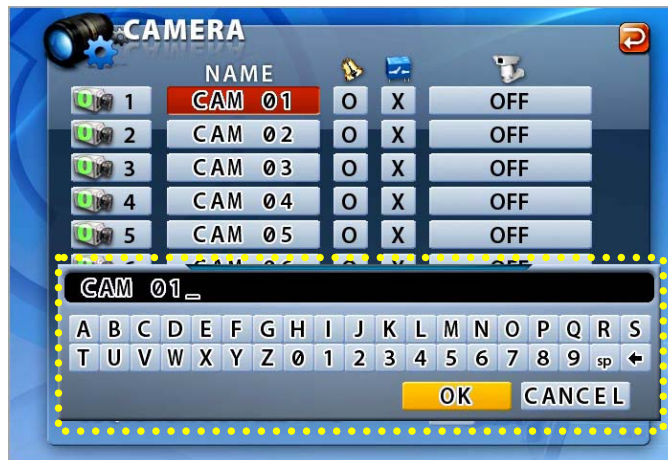 CAMERA
NAME
1 CAM 01 O X OFF
2 CAM 02 O X OFF
3 CAM 03 O X OFF
4 CAM 04 O X OFF
5 CAM 05 O X OFF
CAM 01_
A B C D E F G H I J K L M N O P Q R S
T U V W X Y Z 0 1 2 3 4 5 6 7 8 9 sp ←
OK CANCEL